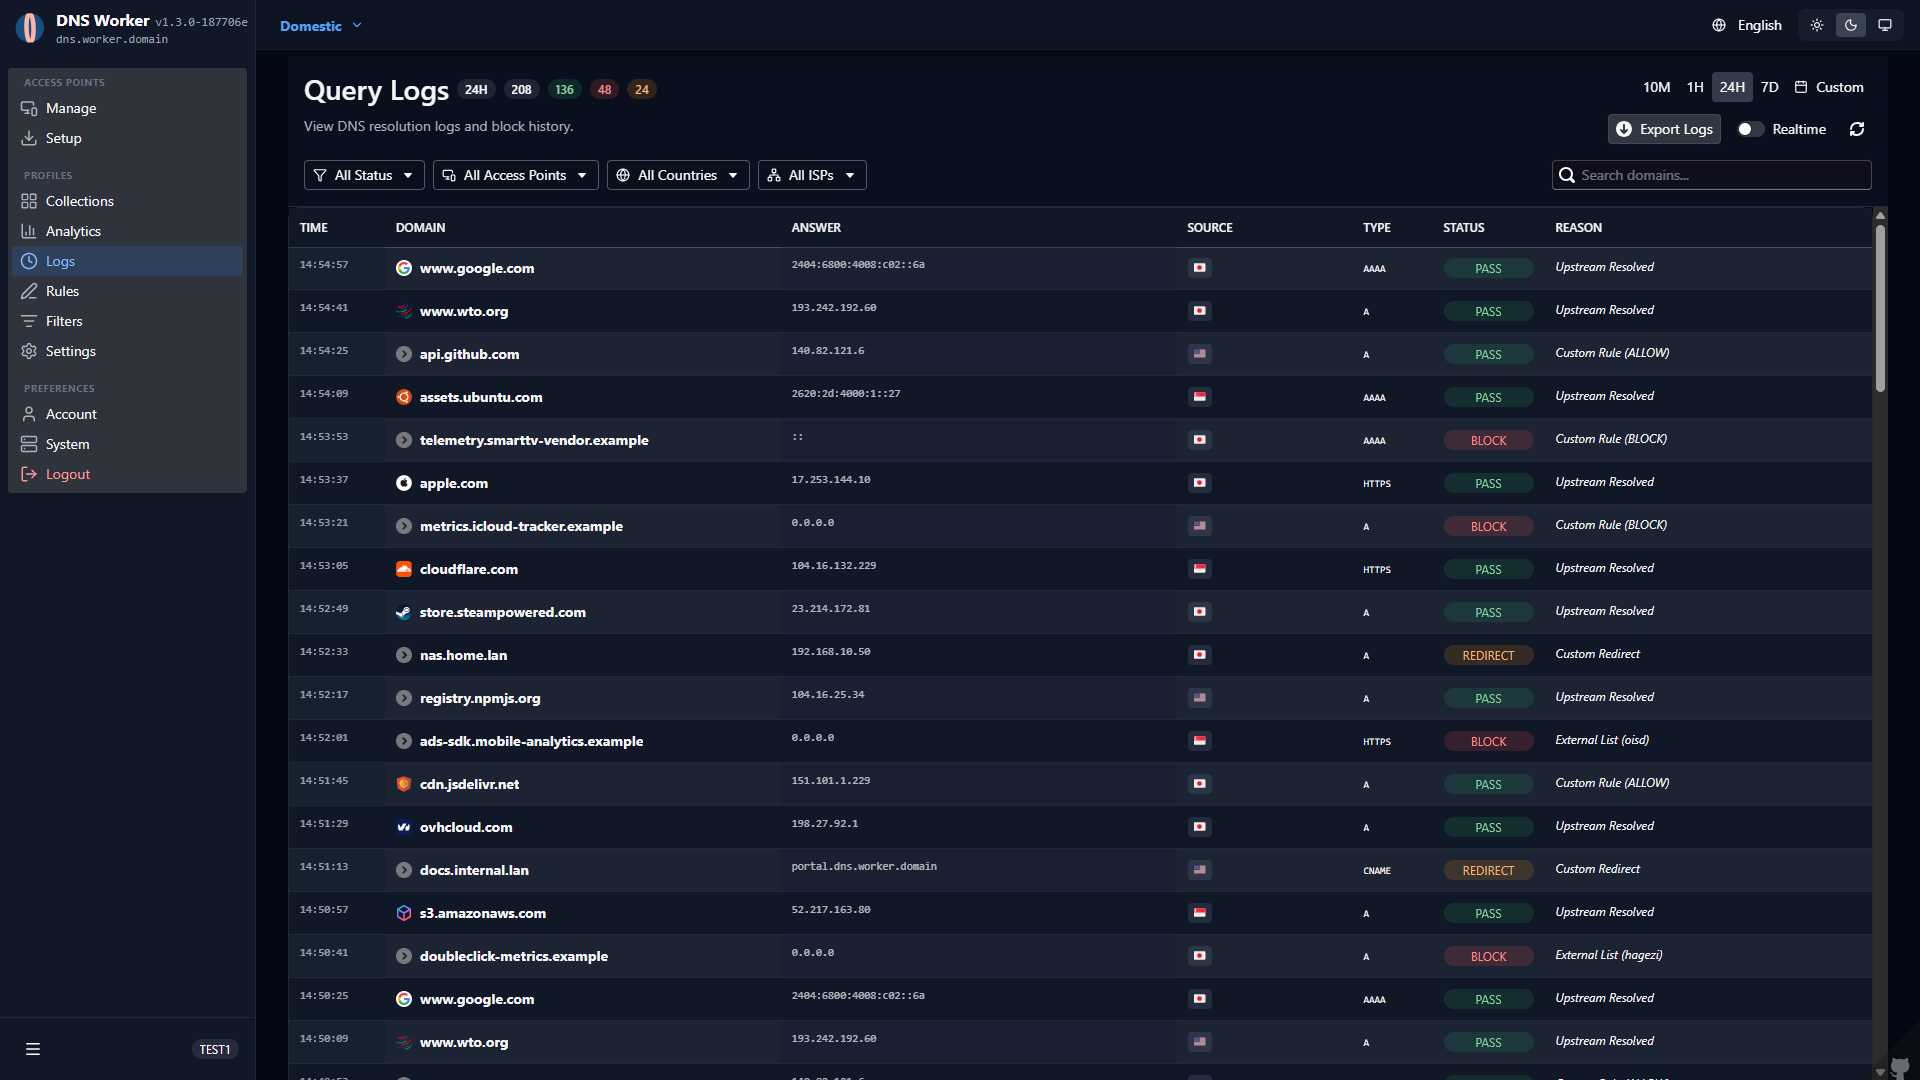 DNS Worker v1.3.0-187706e
dns.worker.domain
ACCESS POINTS
Manage
Setup
PROFILES
Collections
Analytics
Logs
Rules
Filters
Settings
PREFERENCES
Account
System
Logout
TEST1
Domestic
English
Query Logs 24H 208 136 48 24
View DNS resolution logs and block history.
10M 1H 24H 7D Custom
Export Logs Realtime
All Status All Access Points All Countries All ISPs Search domains...
TIME DOMAIN ANSWER SOURCE TYPE STATUS REASON
14:54:57 www.google.com 2404:6800:4008:c02::6a AAAA PASS Upstream Resolved
14:54:41 www.wto.org 193.242.192.60 A PASS Upstream Resolved
14:54:25 api.github.com 140.82.121.6 A PASS Custom Rule (ALLOW)
14:54:09 assets.ubuntu.com 2620:2d:4000:1::27 AAAA PASS Upstream Resolved
14:53:53 telemetry.smarttv-vendor.example :: AAAA BLOCK Custom Rule (BLOCK)
14:53:37 apple.com 17.253.144.10 HTTPS PASS Upstream Resolved
14:53:21 metrics.icloud-tracker.example 0.0.0.0 A BLOCK Custom Rule (BLOCK)
14:53:05 cloudflare.com 104.16.132.229 HTTPS PASS Upstream Resolved
14:52:49 store.steampowered.com 23.214.172.81 A PASS Upstream Resolved
14:52:33 nas.home.lan 192.168.10.50 A REDIRECT Custom Redirect
14:52:17 registry.npmjs.org 104.16.25.34 A PASS Upstream Resolved
14:52:01 ads-sdk.mobile-analytics.example 0.0.0.0 HTTPS BLOCK External List (oisd)
14:51:45 cdn.jsdelivr.net 151.101.1.229 A PASS Custom Rule (ALLOW)
14:51:29 ovhcloud.com 198.27.92.1 A PASS Upstream Resolved
14:51:13 docs.internal.lan portal.dns.worker.domain CNAME REDIRECT Custom Redirect
14:50:57 s3.amazonaws.com 52.217.163.80 A PASS Upstream Resolved
14:50:41 doubleclick-metrics.example 0.0.0.0 A BLOCK External List (hagezi)
14:50:25 www.google.com 2404:6800:4008:c02::6a AAAA PASS Upstream Resolved
14:50:09 www.wto.org 193.242.192.60 A PASS Upstream Resolved